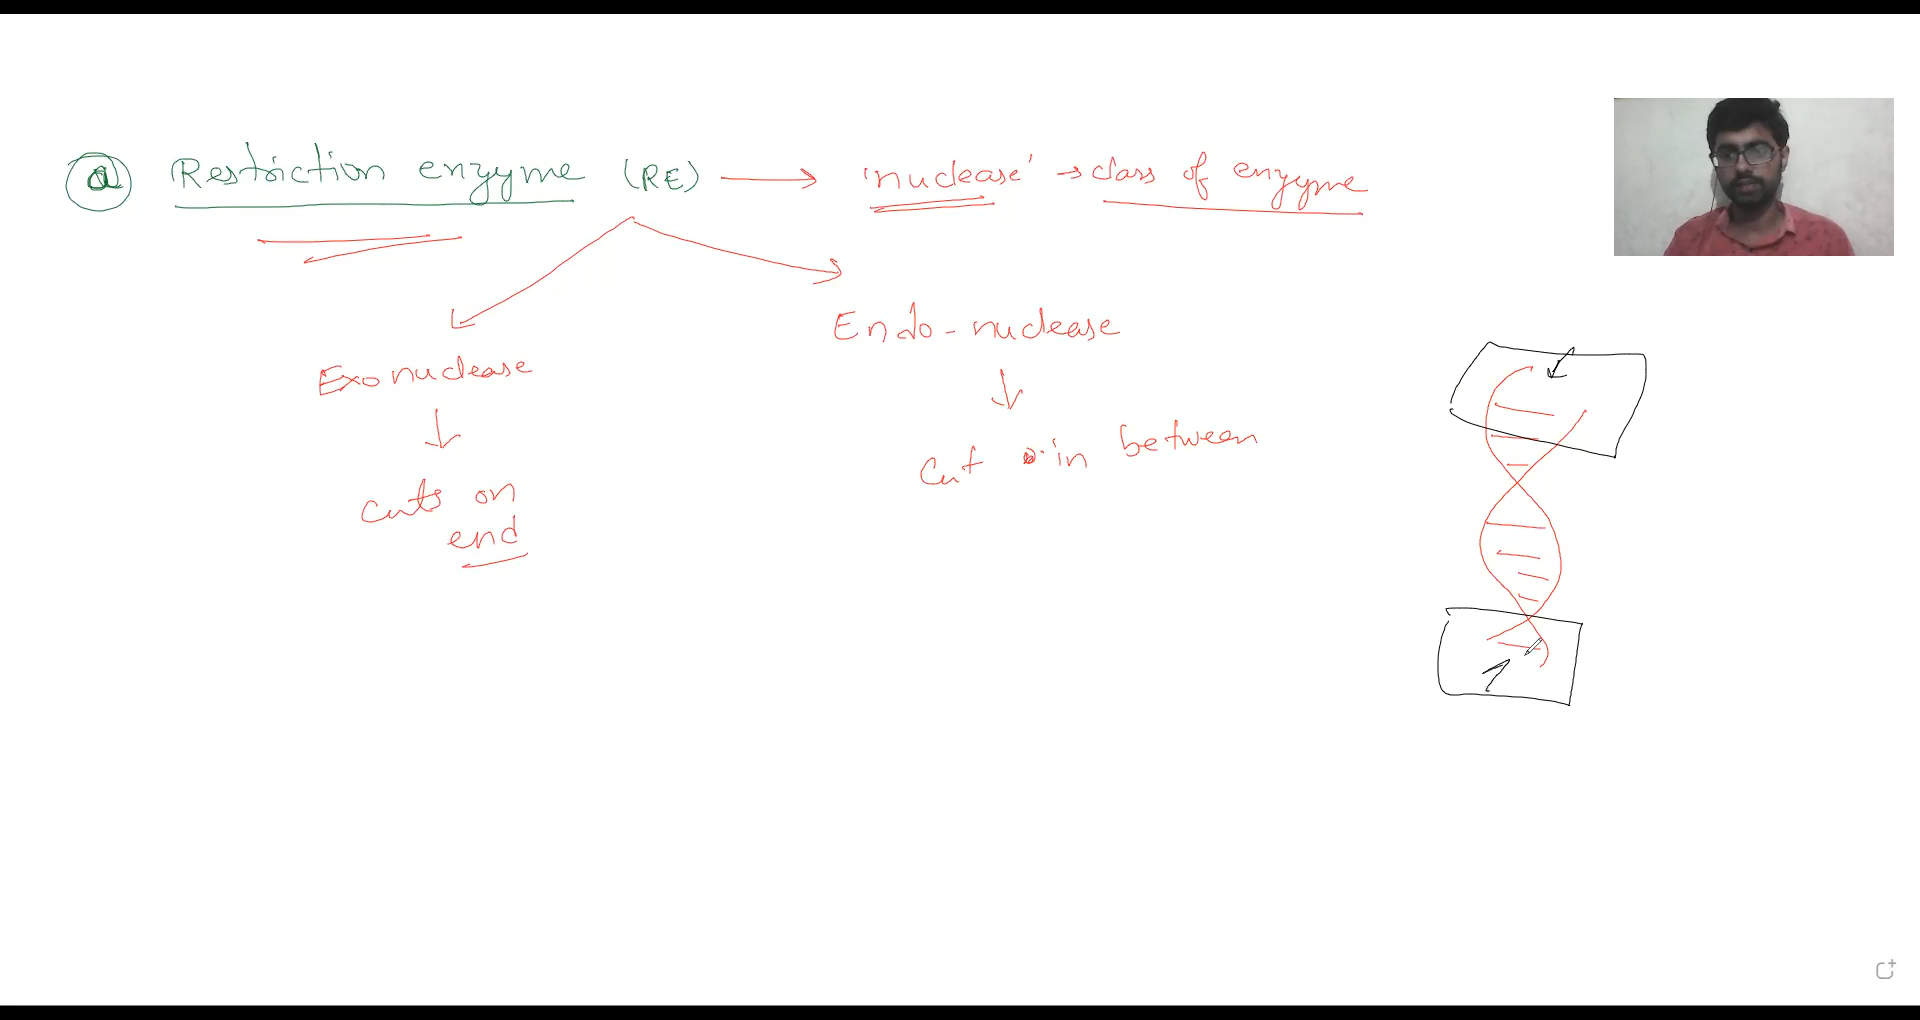 a Restriction enzyme (RE) → 'nuclease' → class of enzyme
Exonuclease
cuts on
end
Endo-nuclease
cut in between